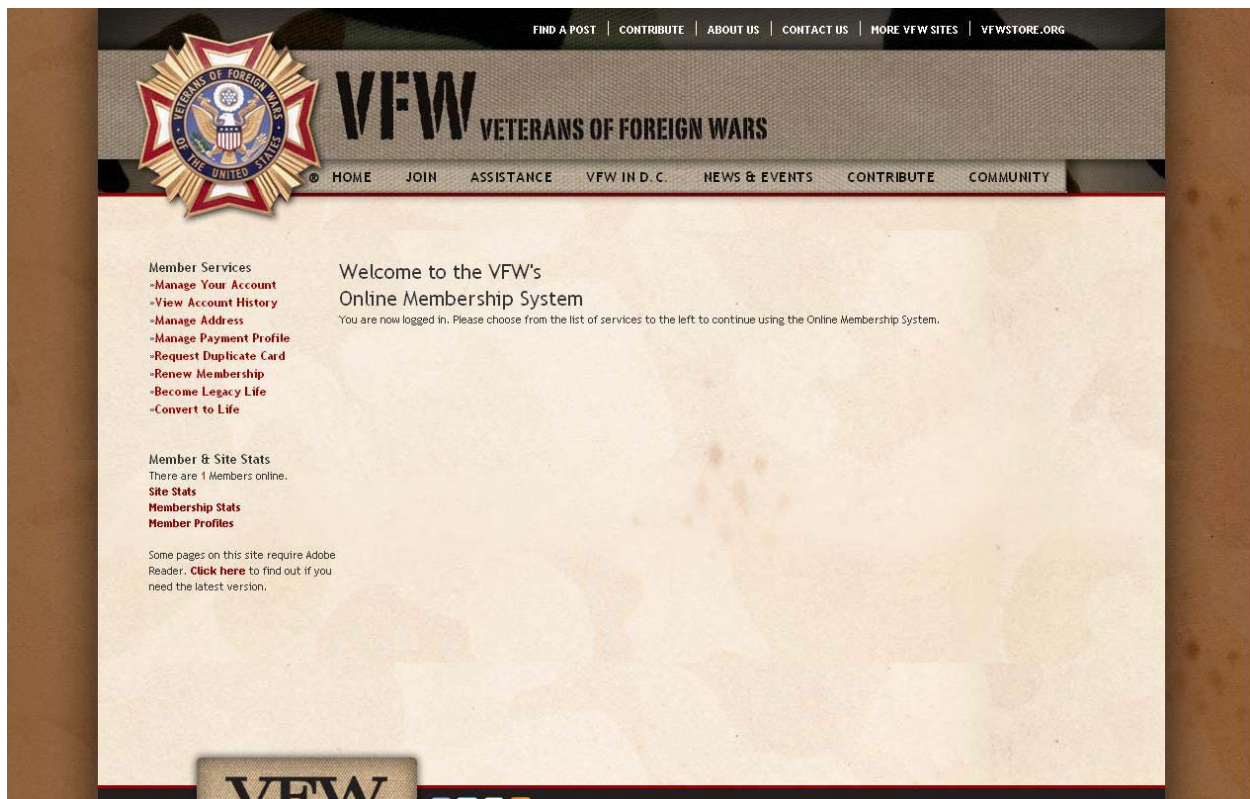 FIND A POST | CONTRIBUTE | ABOUT US | CONTACT US | MORE VFW SITES | VFWSTORE.ORG
VETERANS OF FOREIGN WARS
OF THE UNITED STATES
VFW VETERANS OF FOREIGN WARS
® HOME JOIN ASSISTANCE VFW IN D.C. NEWS & EVENTS CONTRIBUTE COMMUNITY
Member Services
»Manage Your Account
»View Account History
»Manage Address
»Manage Payment Profile
»Request Duplicate Card
»Renew Membership
»Become Legacy Life
»Convert to Life
Member & Site Stats
There are 1 Members online.
Site Stats
Membership Stats
Member Profiles
Some pages on this site require Adobe
Reader. Click here to find out if you
need the latest version.
Welcome to the VFW's
Online Membership System
You are now logged in. Please choose from the list of services to the left to continue using the Online Membership System.
VFW